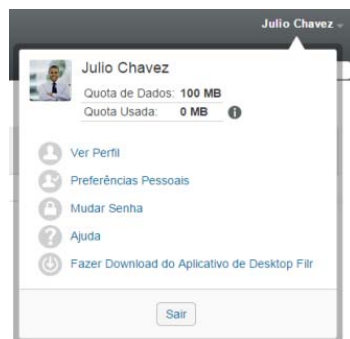 Julio Chavez
Julio Chavez
Quota de Dados: 100 MB
Quota Usada: 0 MB
Ver Perfil
Preferências Pessoais
Mudar Senha
Ajuda
Fazer Download do Aplicativo de Desktop Filr
Sair